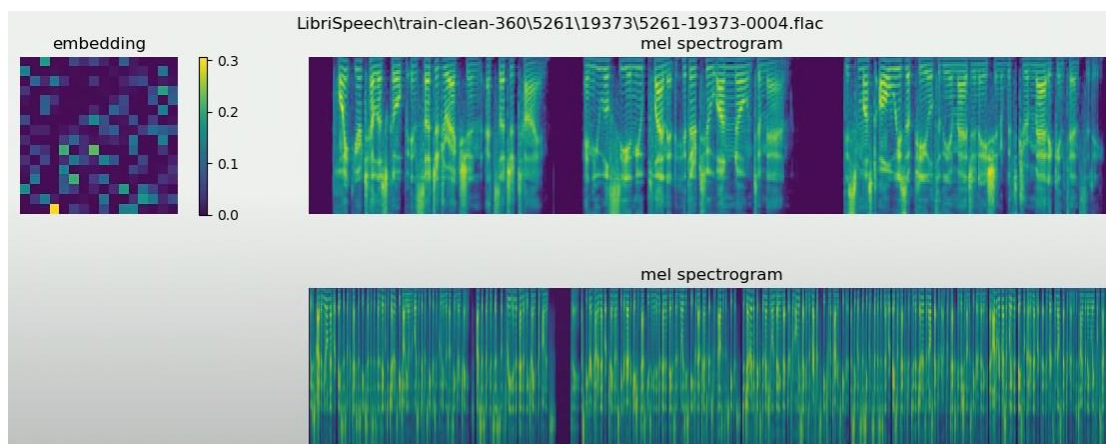 LibriSpeech\train-clean-360\5261\19373\5261-19373-0004.flac
embedding
mel spectrogram
0.3
0.2
0.1
0.0
mel spectrogram